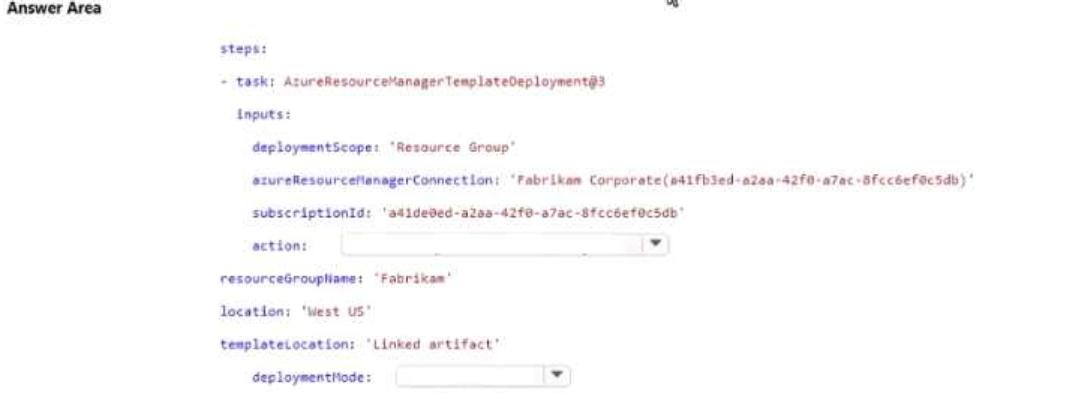 Answer Area
steps:
- task: AzureResourceManagerTemplateDeployment@3
inputs:
deploymentScope: 'Resource Group'
azureResourceManagerConnection: 'Fabrikam Corporate(a41fb3ed-a2aa-42f0-a7ac-8fcc6ef0c5db)'
subscriptionId: 'a41de0ed-a2aa-42f0-a7ac-8fcc6ef0c5db'
action:
resourceGroupName: 'Fabrikam'
location: 'West US'
templateLocation: 'Linked artifact'
deploymentMode: